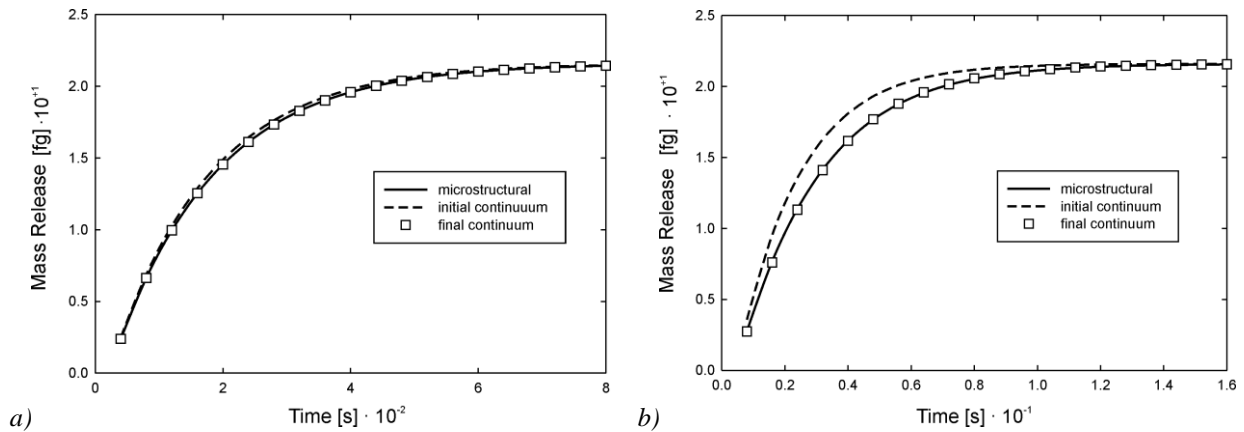 2.5
2.0
1.5
1.0
0.5
0.0
Mass Release [fg] · 10⁺¹
microstructural
initial continuuum
final continuum
0 2 4 6 8
Time [s] · 10⁻²
a)
2.5
2.0
1.5
1.0
0.5
0.0
Mass Release [fg] · 10⁺¹
microstructural
initial continuum
final continuum
0.0 0.2 0.4 0.6 0.8 1.0 1.2 1.4 1.6
Time [s] · 10⁻¹
b)